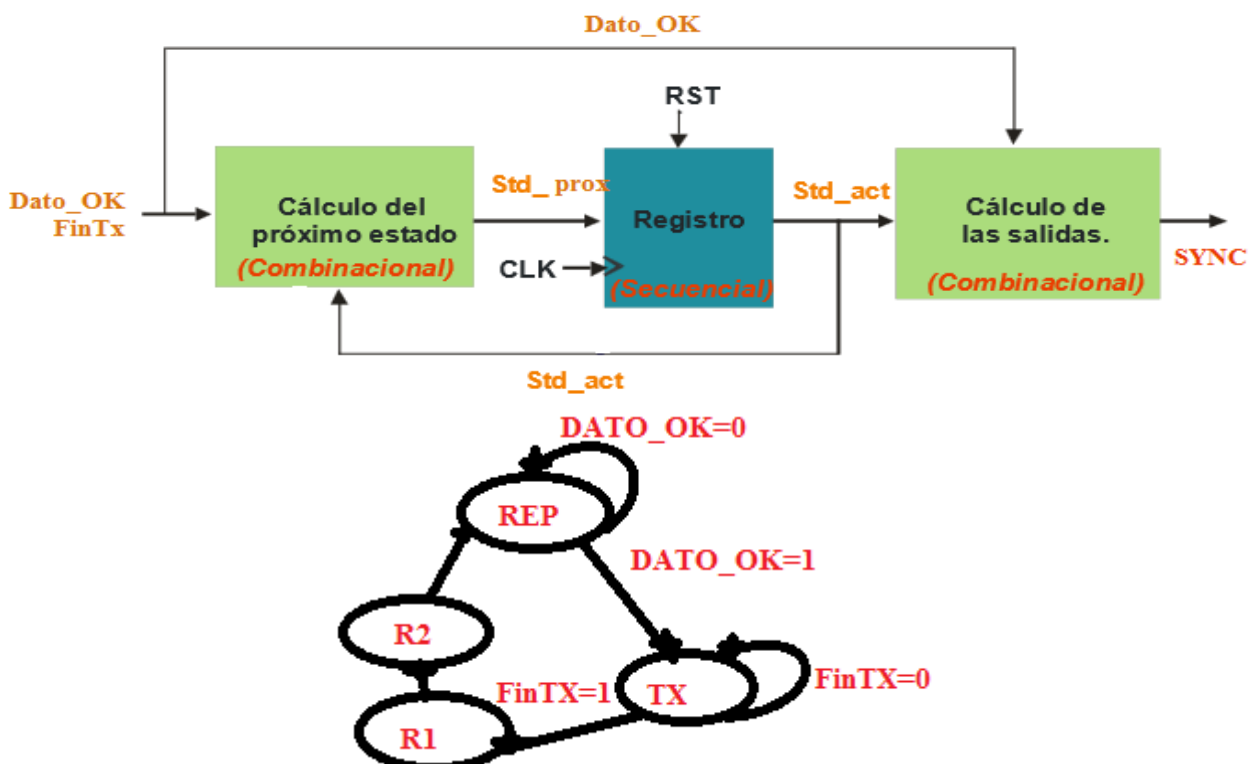 Dato_OK
RST
Dato_OK
FinTx
Cálculo del
próximo estado
(Combinacional)
Std_ prox
CLK
Registro
(Secuencial)
Std_act
Cálculo de
las salidas.
(Combinacional)
SYNC
Std_act
DATO_OK=0
REP
DATO_OK=1
R2
FinTX=1
TX
FinTX=0
R1